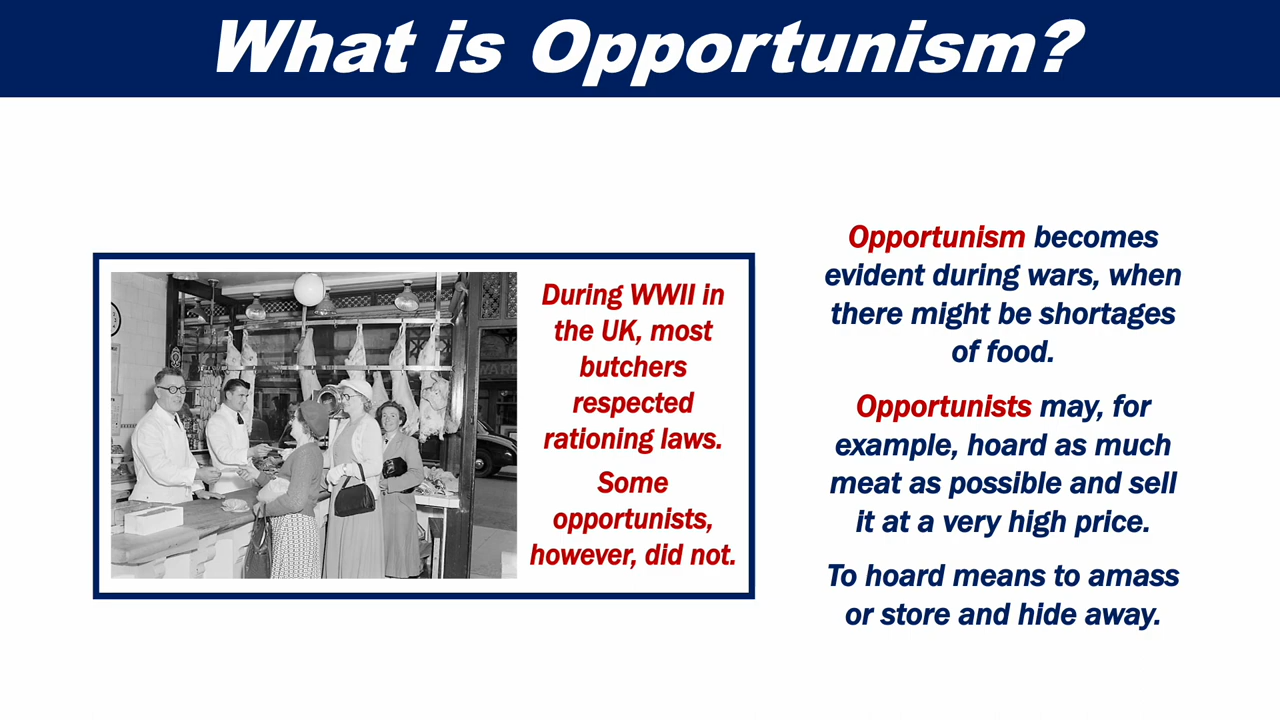 What is Opportunism?
During WWII in
the UK, most
butchers
respected
rationing laws.
Some
opportunists,
however, did not.
Opportunism becomes
evident during wars, when
there might be shortages
of food.
Opportunists may, for
example, hoard as much
meat as possible and sell
it at a very high price.
To hoard means to amass
or store and hide away.